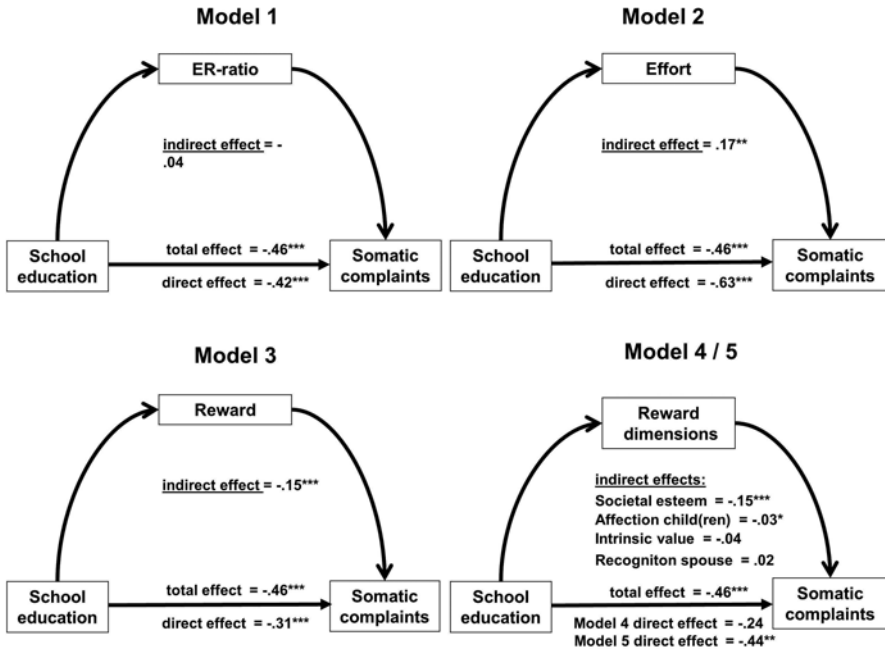 Model 1
ER-ratio
indirect effect = -
.04
School
education
total effect = -.46***
direct effect = -.42***
Somatic
complaints
Model 2
Effort
indirect effect = .17**
School
education
total effect = -.46***
direct effect = -.63***
Somatic
complaints
Model 3
Reward
indirect effect = -.15***
School
education
total effect = -.46***
direct effect = -.31***
Somatic
complaints
Model 4 / 5
Reward
dimensions
indirect effects:
Societal esteem = -.15***
Affection child(ren) = -.03*
Intrinsic value = -.04
Recogniton spouse = .02
School
education
total effect = -.46***
Model 4 direct effect = -.24
Model 5 direct effect = -.44**
Somatic
complaints